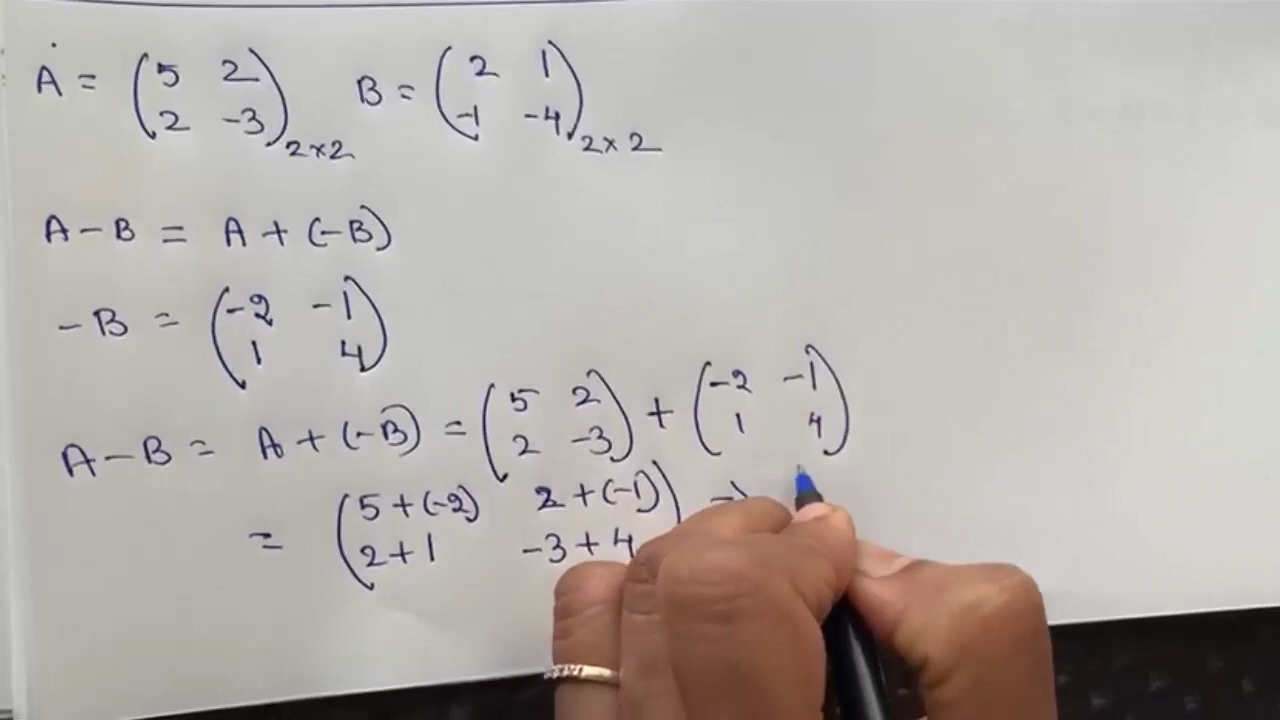 A = ( 5 2 )2×2 B = ( 2 1 )2×2
2 -3 -1 -4
A - B = A + (-B)
-B = ( -2 -1 )
1 4
A - B = A + (-B) = ( 5 2 ) + ( -2 -1 )
2 -3 1 4
= ( 5 + (-2) 2 + (-1) )
2 + 1 -3 + 4